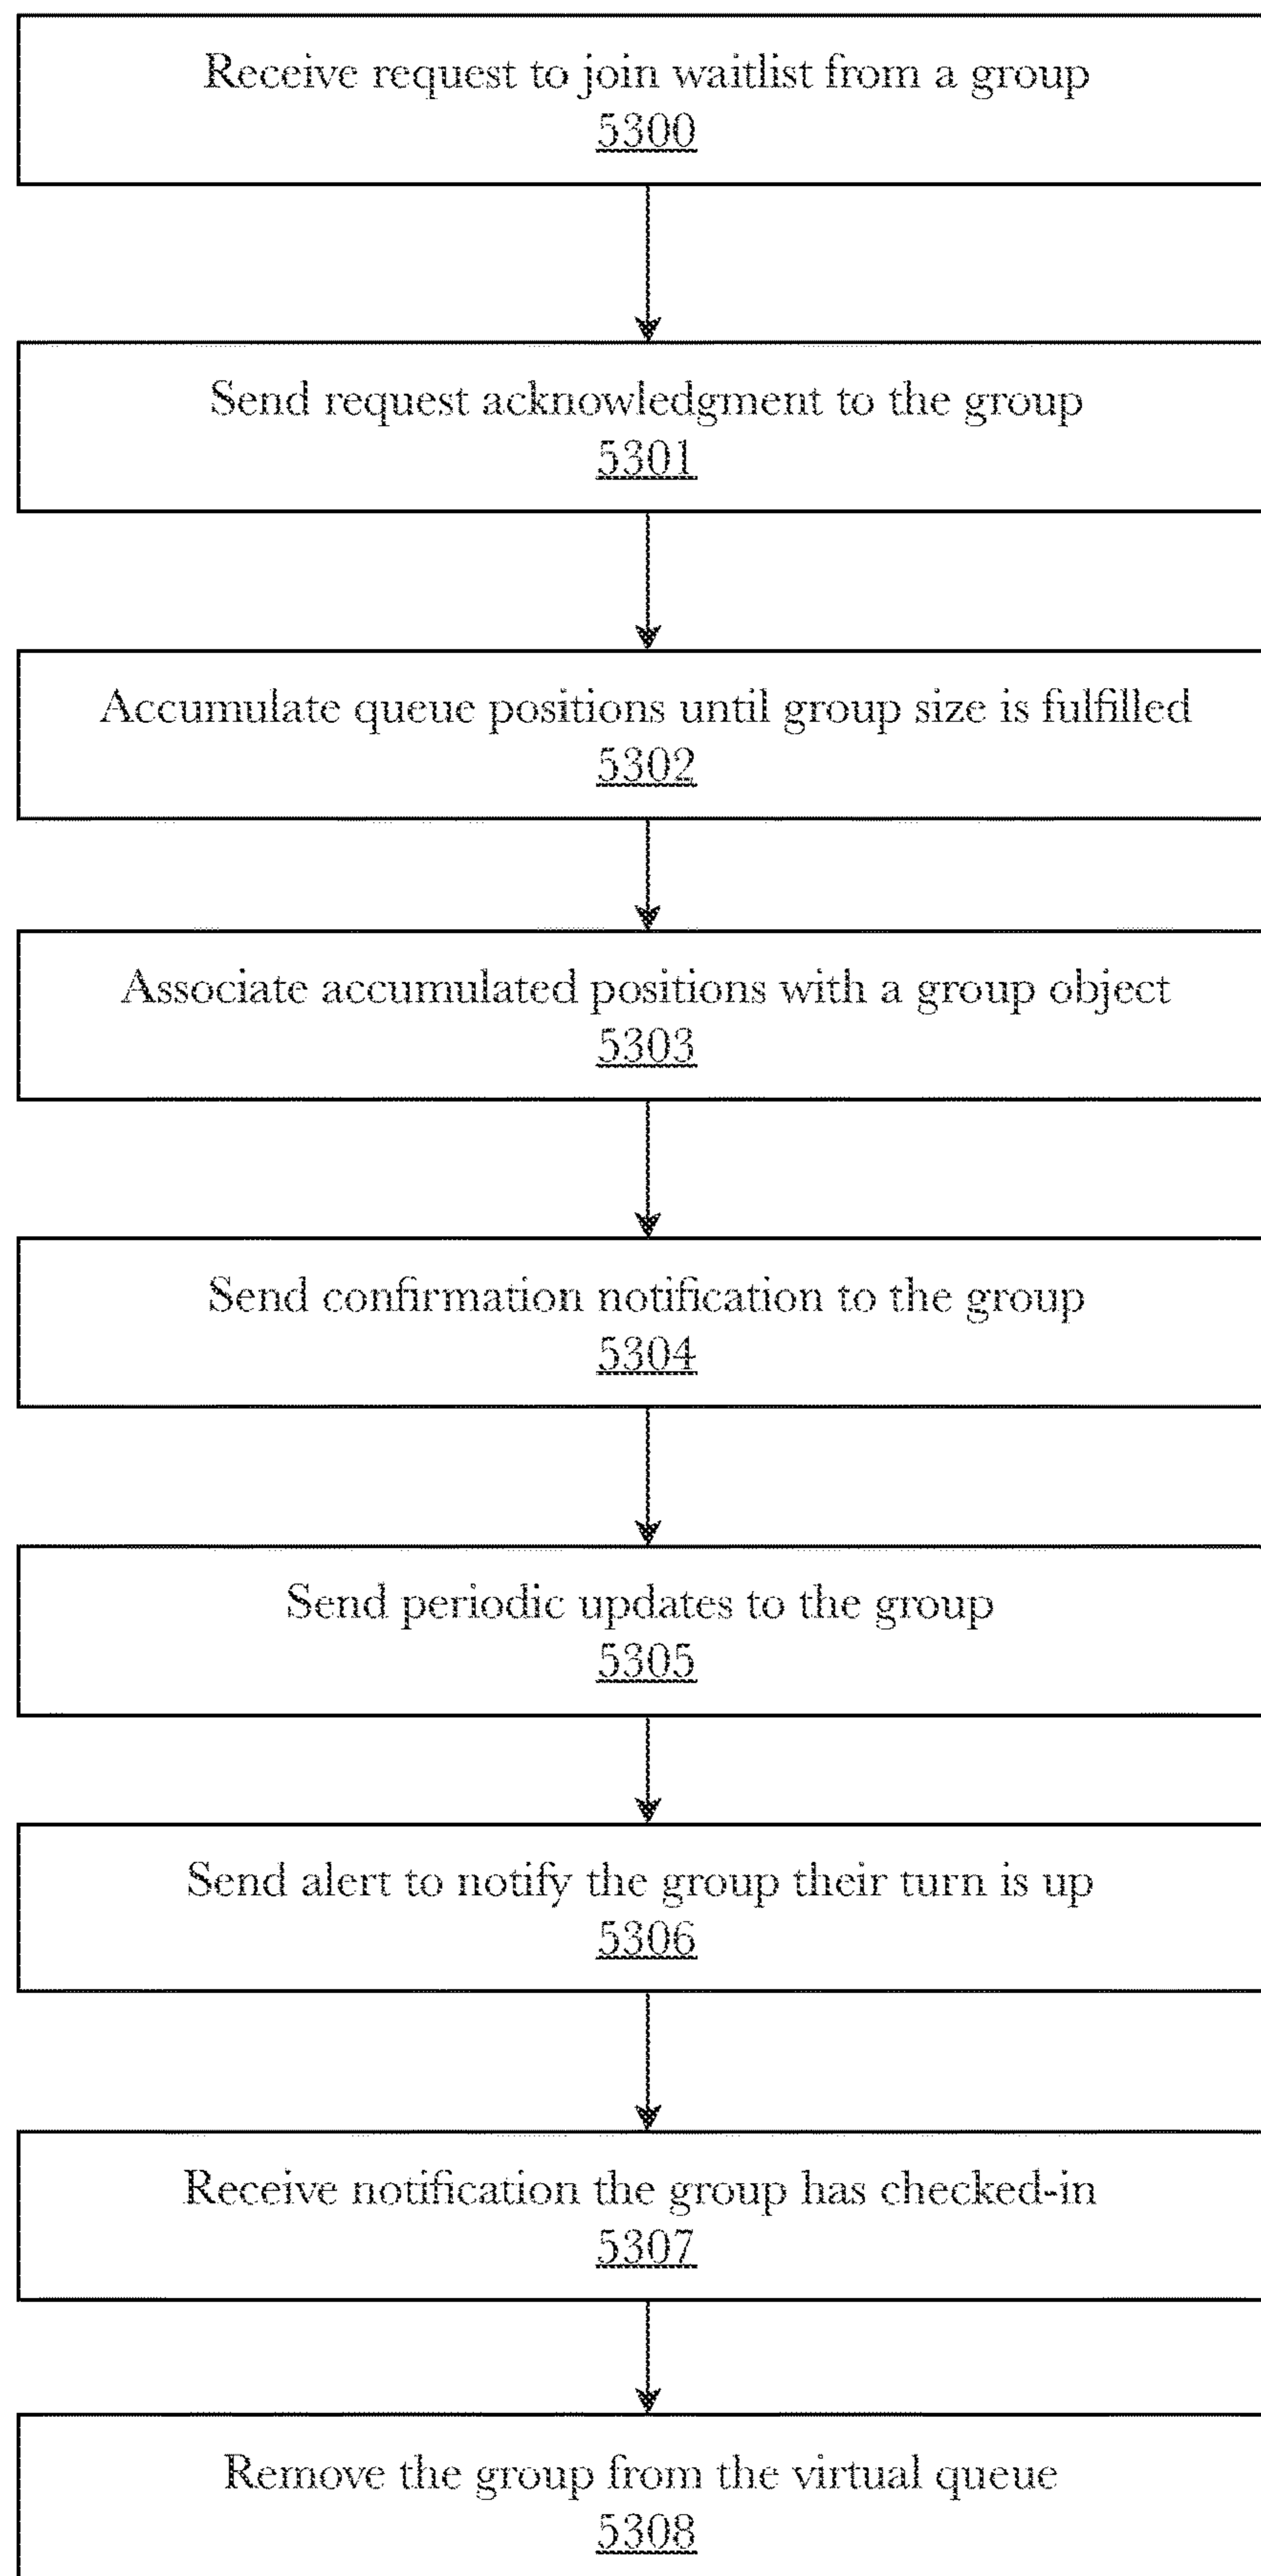 Receive request to join waitlist from a group
5300
Send request acknowledgment to the group
5301
Accumulate queue positions until group size is fulfilled
5302
Associate accumulated positions with a group object
5303
Send confirmation notification to the group
5304
Send periodic updates to the group
5305
Send alert to notify the group their turn is up
5306
Receive notification the group has checked-in
5307
Remove the group from the virtual queue
5308